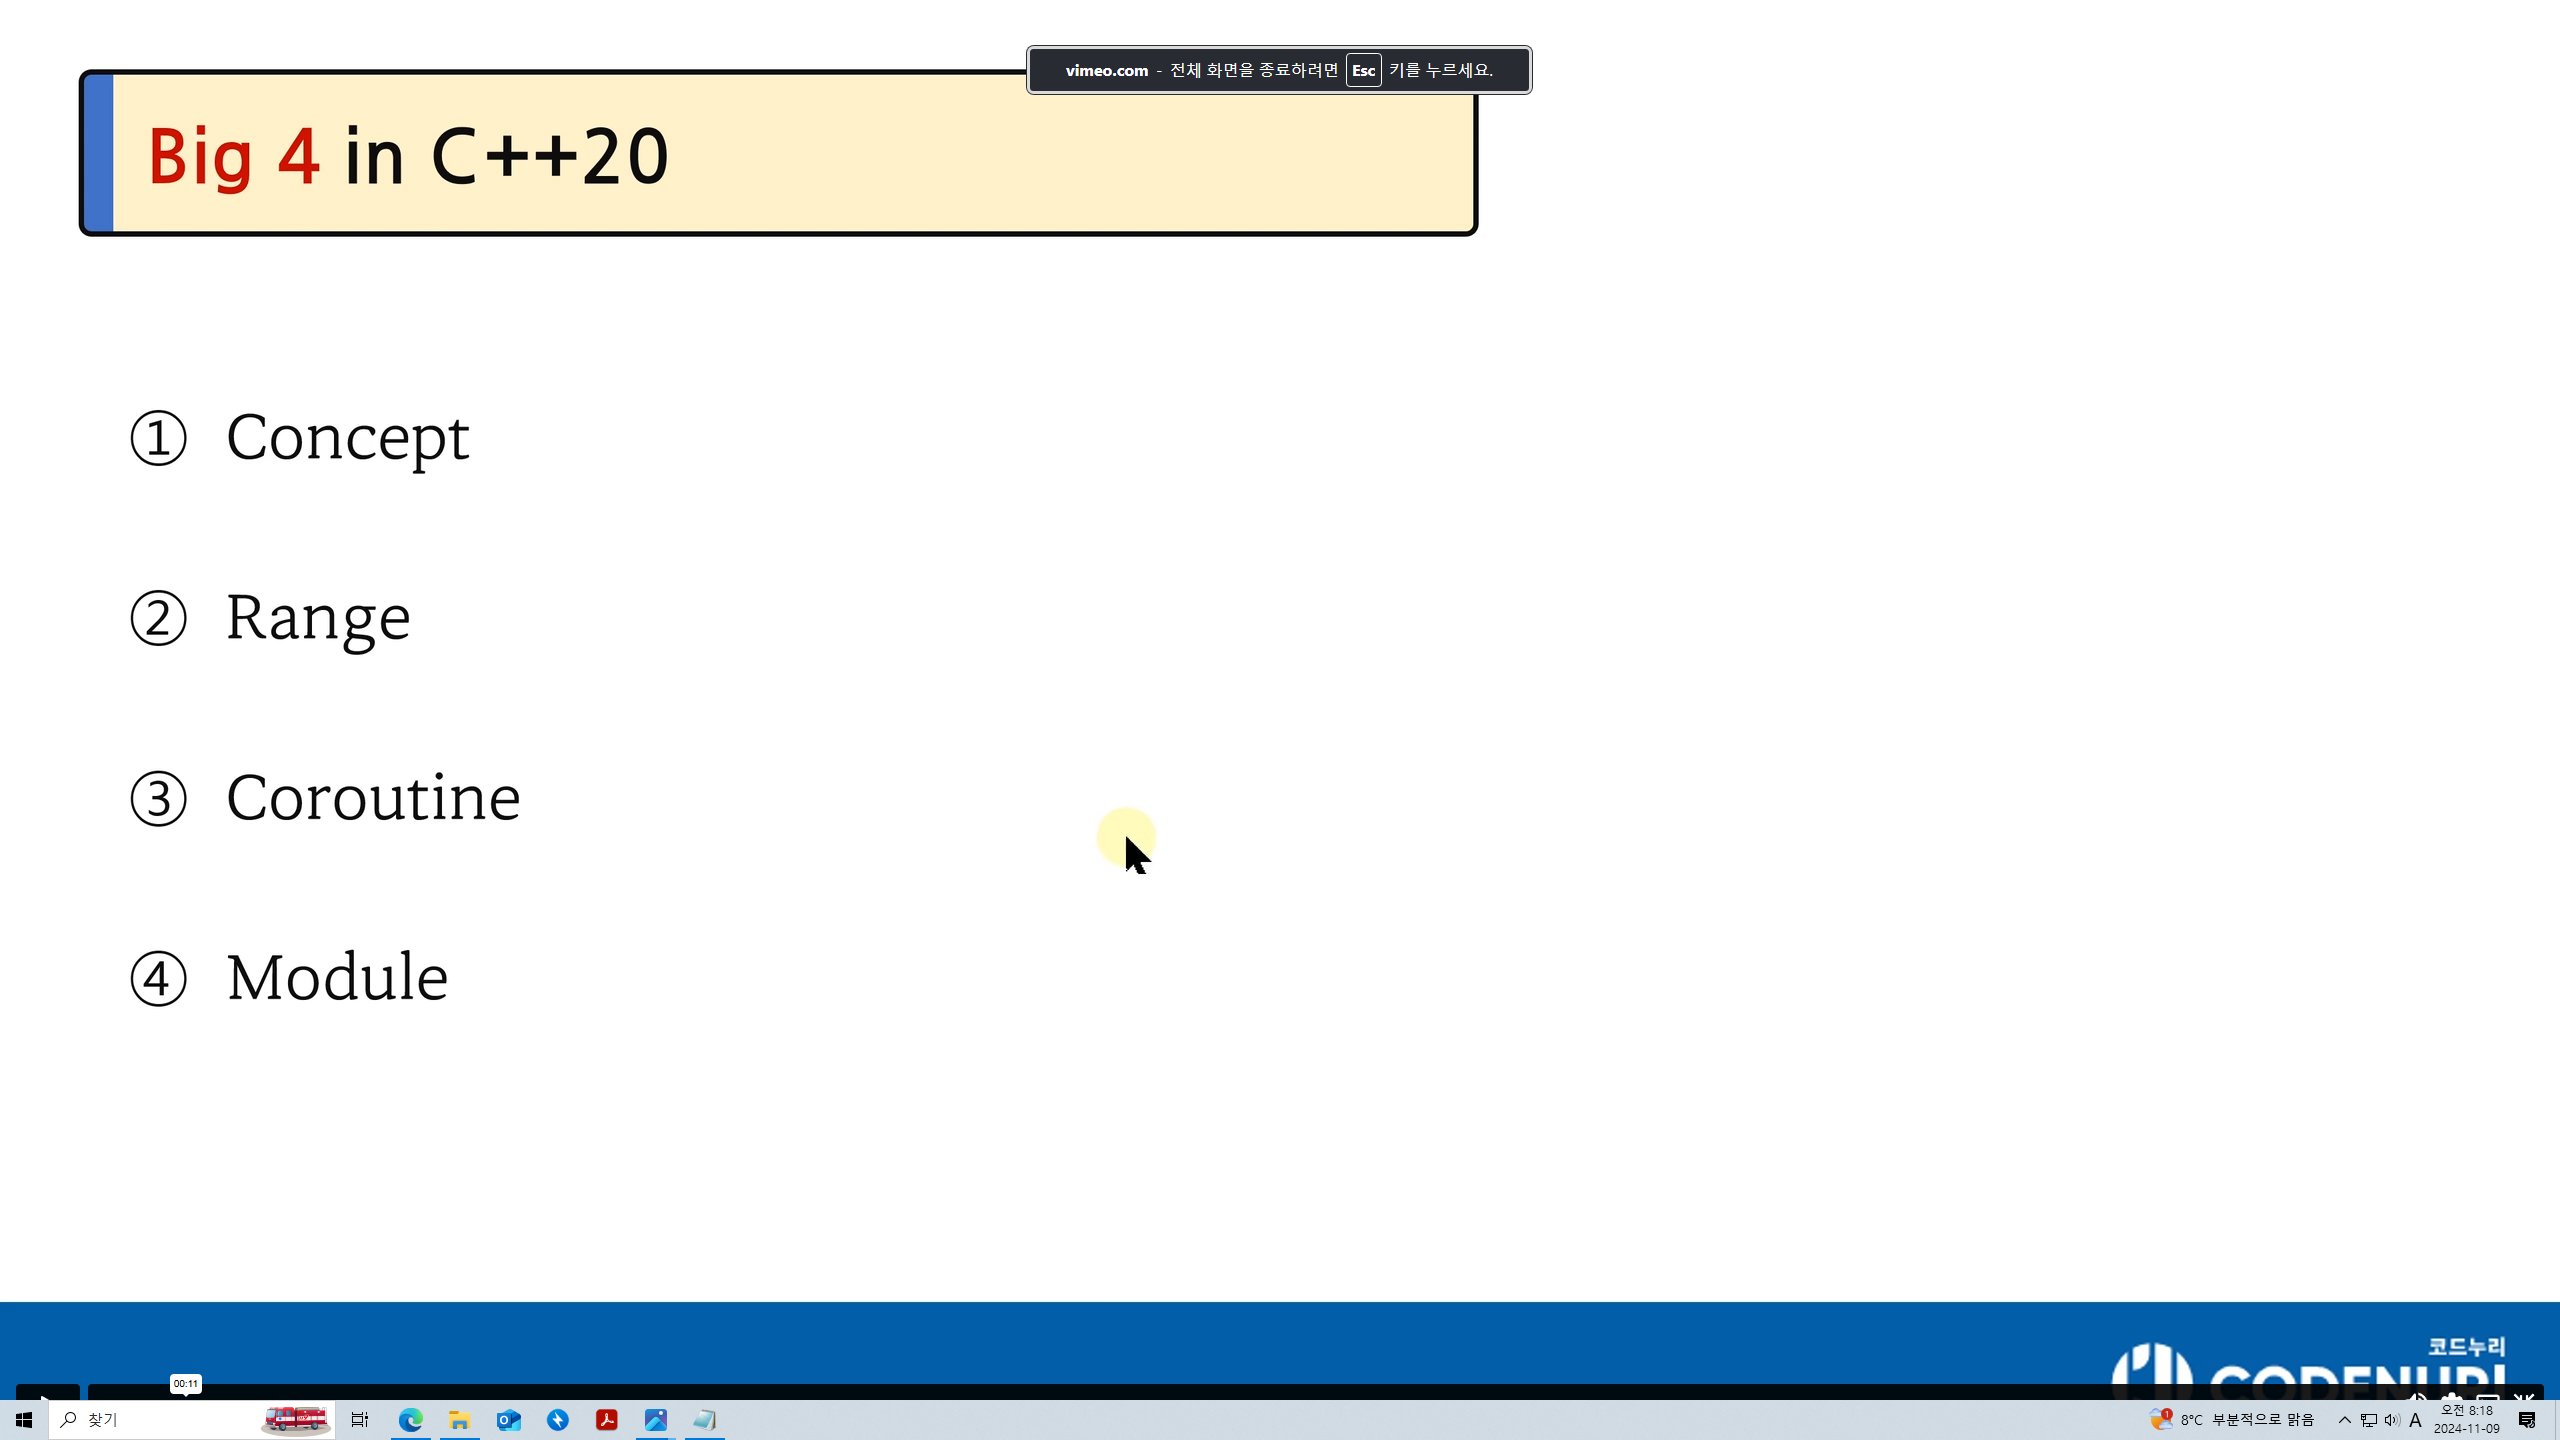 vimeo.com - 전체 화면을 종료하려면 Esc 키를 누르세요.
Big 4 in C++20
① Concept
② Range
③ Coroutine
④ Module
코드누리
CODENURI
00:11
찾기
8°C 부분적으로 맑음
A
오전 8:18
2024-11-09